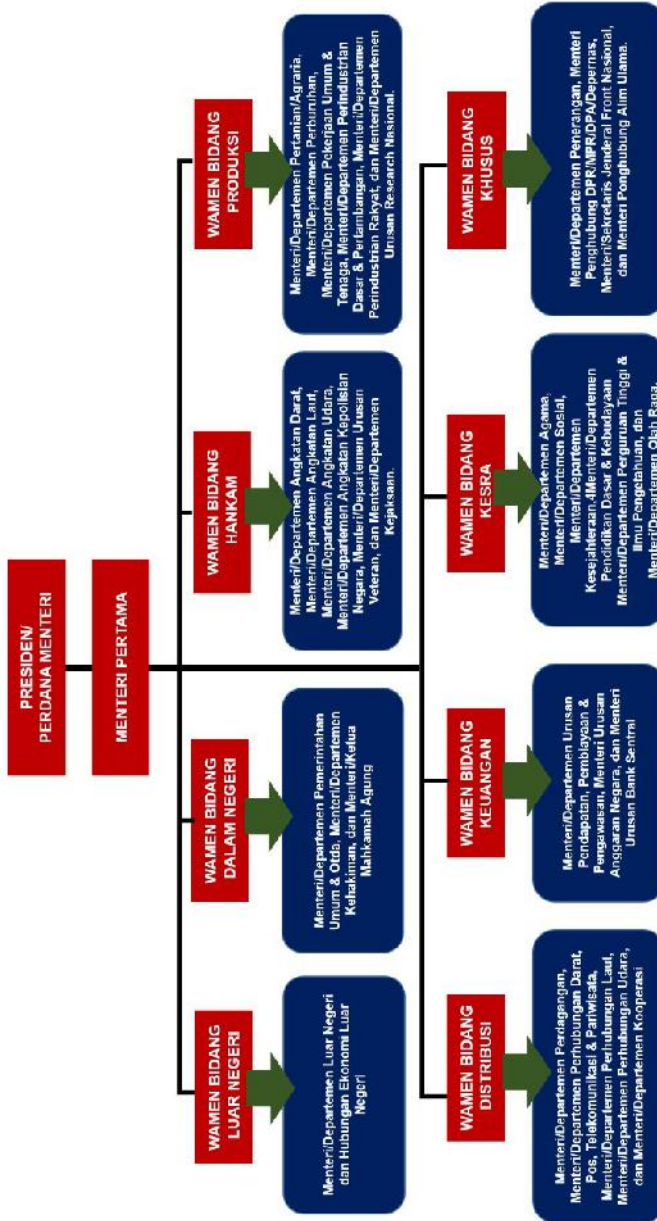 PRESIDEN/
PERDANA MENTERI
MENTERI PERTAMA
WAMEN BIDANG
LUAR NEGERI
Menteri/Departemen Luar Negeri
dan Hubungan Ekonomi Luar
Negeri
WAMEN BIDANG
DALAM NEGERI
Menteri/Departemen Pemerintahan
Umum & Otda, Menteri/Departemen
Kehakiman, dan Menteri/Ketua
Mahkamah Agung
WAMEN BIDANG
HANKAM
Menteri/Departemen Angkatan Darat,
Menteri/Departemen Angkatan Laut,
Menteri/Departemen Angkatan Udara,
Menteri/Departemen Angkatan Kepolisian
Negara, Menteri/Departemen Urusan
Veteran, dan Menteri/Departemen
Kejaksaan.
WAMEN BIDANG
PRODUKSI
Menteri/Departemen Pertanian/Agraria,
Menteri/Departemen Perburuhan,
Menteri/Departemen Pekerjaan Umum &
Tenaga, Menteri/Departemen Perindustrian
Dasar & Pertambangan, Menteri/Departemen
Perindustrian Rakyat, dan Menteri/Departemen
Urusan Research Nasional.
WAMEN BIDANG
DISTRIBUSI
Menteri/Departemen Perdagangan,
Menteri/Departemen Perhubungan Darat,
Pos, Telekomunikasi & Pariwisata,
Menteri/Departemen Perhubungan Laut,
Menteri/Departemen Perhubungan Udara,
dan Menteri/Departemen Kooperasi
WAMEN BIDANG
KEUANGAN
Menteri/Departemen Urusan
Pendapatan, Pembiayaan &
Pengawasan, Menteri Urusan
Anggaran Negara, dan Menteri
Urusan Bank Sentral
WAMEN BIDANG
KESRA
Menteri/Departemen Agama,
Menteri/Departemen Sosial,
Menteri/Departemen
Kesejahteraan,4Menteri/Departemen
Pendidikan Dasar & Kebudayaan
Menteri/Departemen Perguruan Tinggi &
Ilmu Pengetahuan, dan
Menteri/Departemen Olah Raga.
WAMEN BIDANG
KHUSUS
Menteri/Departemen Penerangan, Menteri
Penghubung DPR/MPR/DPA/Depernas,
Menteri/Sekretaris Jenderal Front Nasional,
dan Menteri Ponghubung Alim Ulama.